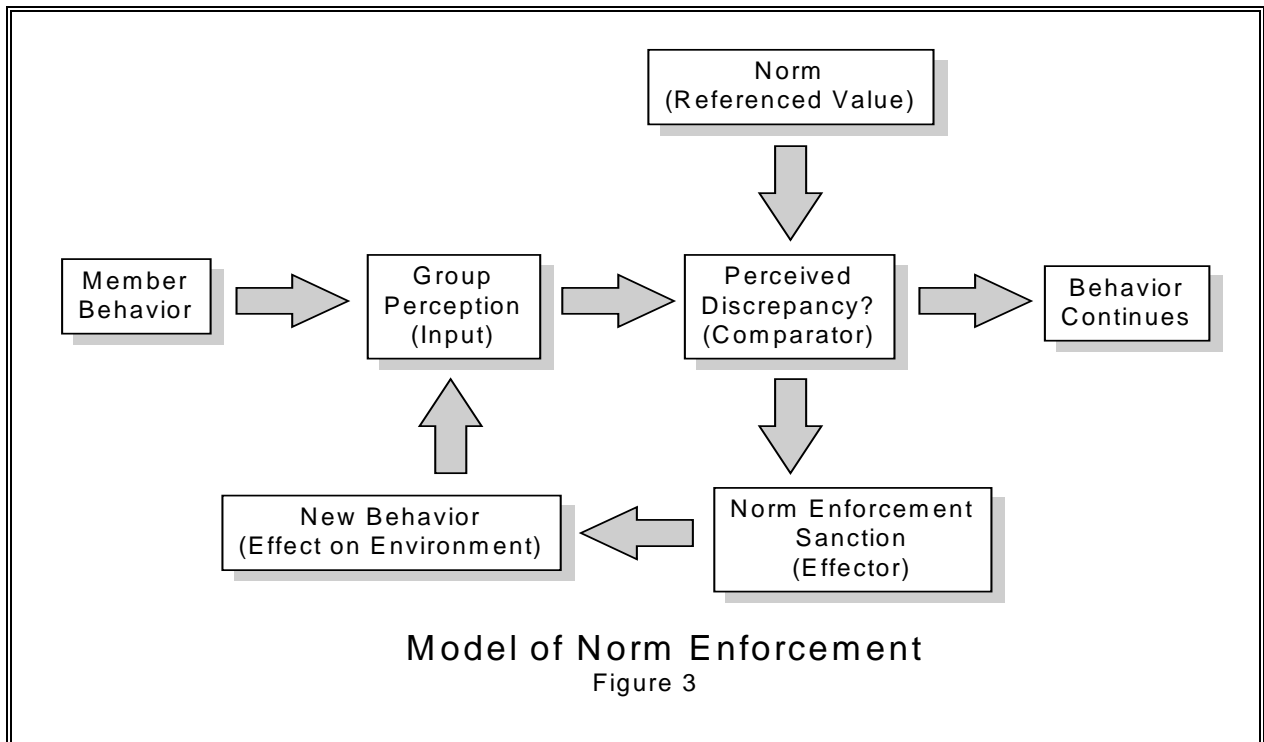 Norm
(Referenced Value)
Member
Behavior
Group
Perception
(Input)
Perceived
Discrepancy?
(Comparator)
Behavior
Continues
New Behavior
(Effect on Environment)
Norm Enforcement
Sanction
(Effector)
Model of Norm Enforcement
Figure 3